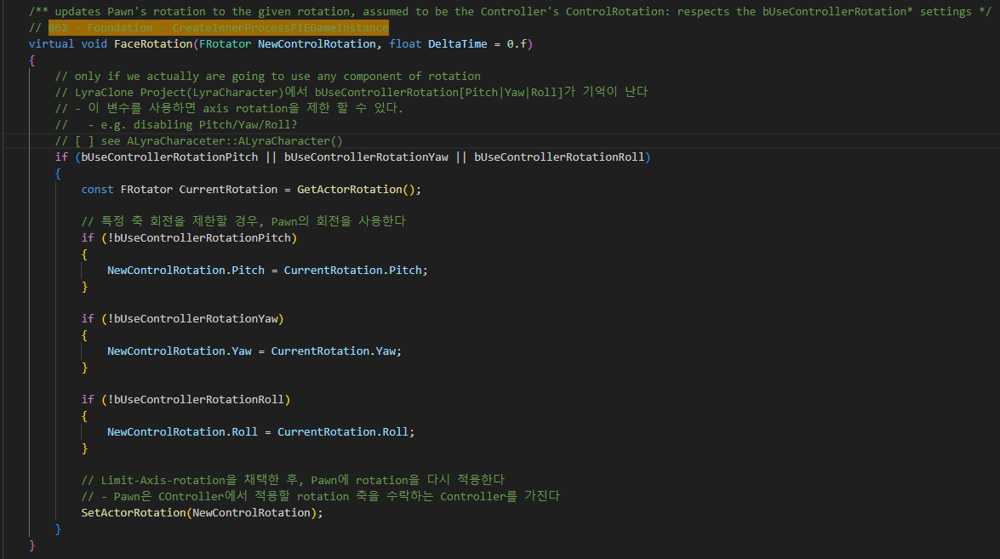 /** updates Pawn's rotation to the given rotation, assumed to be the Controller's ControlRotation: respects the bUseControllerRotation* settings */
// 062 - Foundation - CreateInnerProcessPIEGameInstance
virtual void FaceRotation(FRotator NewControlRotation, float DeltaTime = 0.f)
{
// only if we actually are going to use any component of rotation
// LyraClone Project(LyraCharacter)에서 bUseControllerRotation[Pitch|Yaw|Roll]가 기억이 난다
// - 이 변수를 사용하면 axis rotation을 제한 할 수 있다.
//   - e.g. disabling Pitch/Yaw/Roll?
// [ ] see ALyraCharaceter::ALyraCharacter()
if (bUseControllerRotationPitch || bUseControllerRotationYaw || bUseControllerRotationRoll)
{
const FRotator CurrentRotation = GetActorRotation();
// 특정 축 회전을 제한할 경우, Pawn의 회전을 사용한다
if (!bUseControllerRotationPitch)
{
NewControlRotation.Pitch = CurrentRotation.Pitch;
}
if (!bUseControllerRotationYaw)
{
NewControlRotation.Yaw = CurrentRotation.Yaw;
}
if (!bUseControllerRotationRoll)
{
NewControlRotation.Roll = CurrentRotation.Roll;
}
// Limit-Axis-rotation을 채택한 후, Pawn에 rotation을 다시 적용한다
// - Pawn은 COntroller에서 적용할 rotation 축을 수락하는 Controller를 가진다
SetActorRotation(NewControlRotation);
}
}